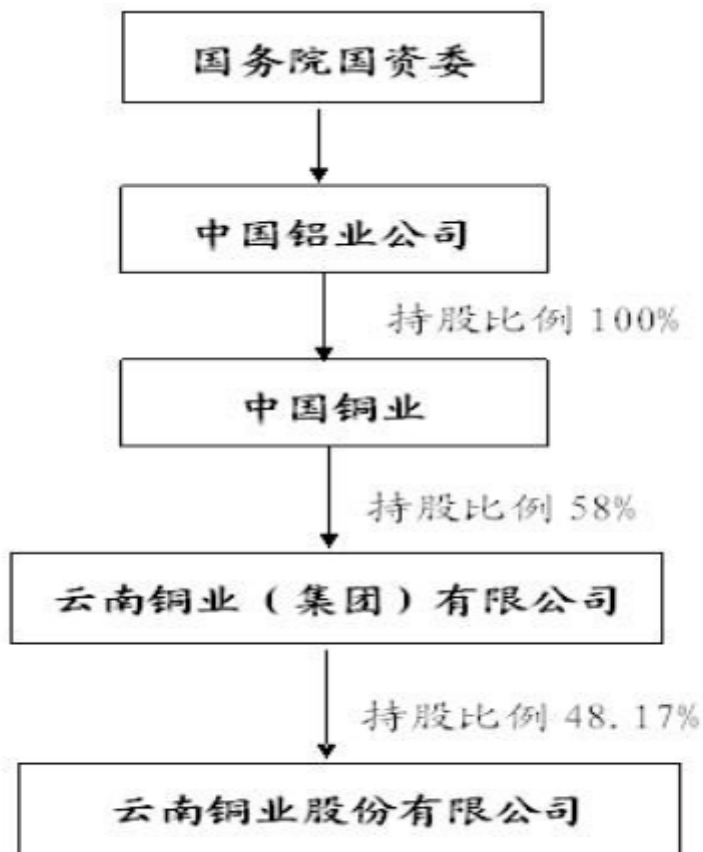 国务院国资委
中国铝业公司
持股比例 100%
中国铜业
持股比例 58%
云南铜业（集团）有限公司
持股比例 48.17%
云南铜业股份有限公司